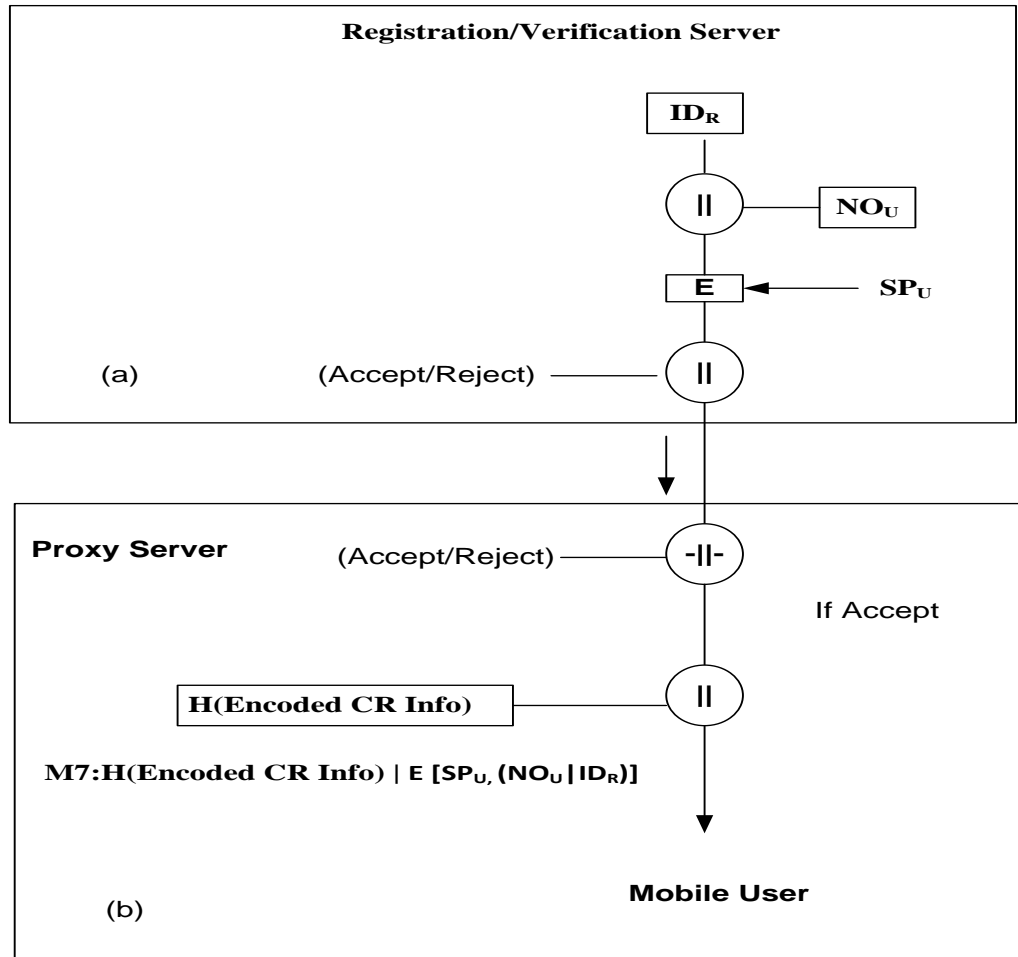 Registration/Verification Server
ID_R
||
NO_U
E
SP_U
(a)
(Accept/Reject)
||
Proxy Server
(Accept/Reject)
-||-
If Accept
H(Encoded CR Info)
||
M7:H(Encoded CR Info) | E [SP_U, (NO_U|ID_R)]
Mobile User
(b)